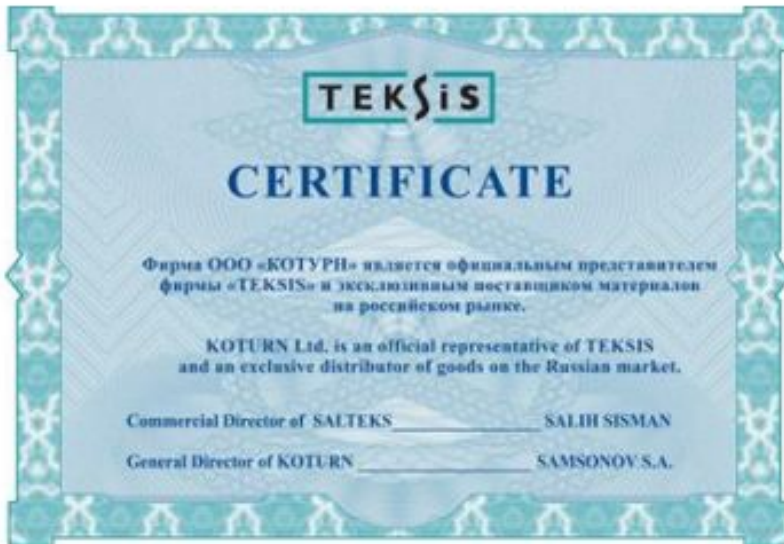 TEKSiS
CERTIFICATE
Фирма ООО «КОТУРН» является официальным представителем
фирмы «TEKSIS» и эксклюзивным поставщиком материалов
на российском рынке.
KOTURN Ltd. is an official representative of TEKSIS
and an exclusive distributor of goods on the Russian market.
Commercial Director of SALTEKS____________________ SALIH SISMAN
General Director of KOTURN ____________________ SAMSONOV S.A.